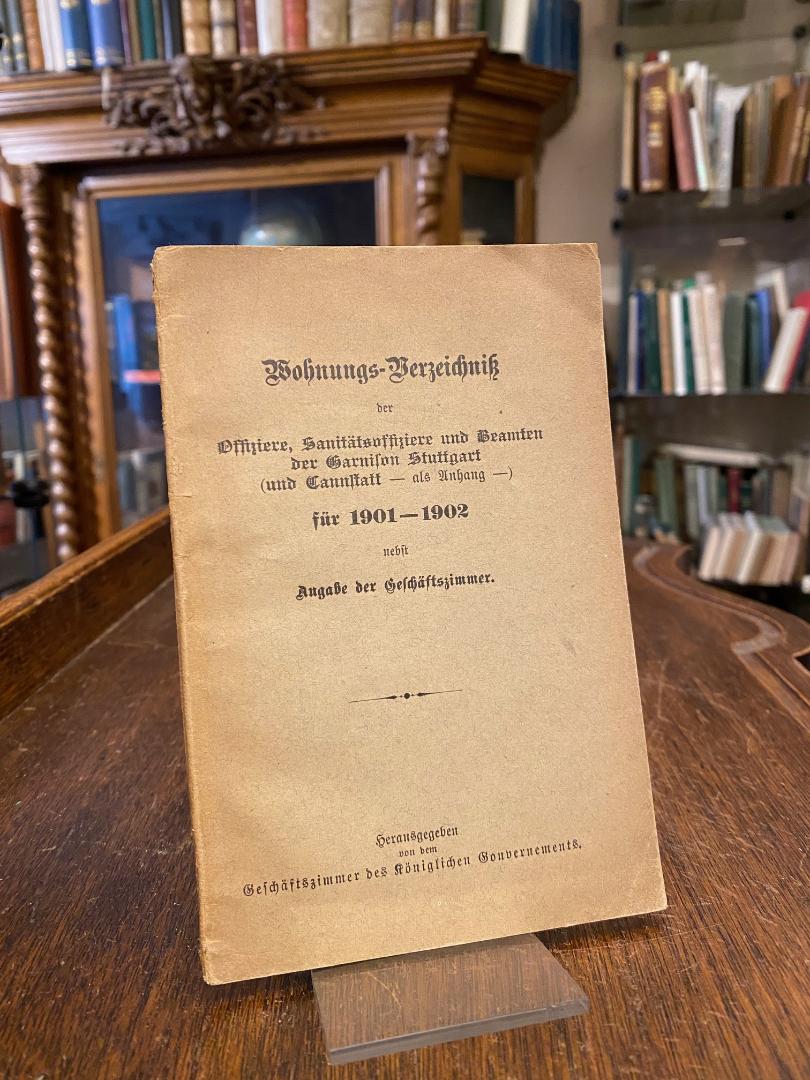 Wohnungs-Verzeichniß
der
Offiziere, Sanitätsoffiziere und Beamten
der Garnison Stuttgart
(und Cannstatt — als Anhang —)
für 1901—1902
nebst
Angabe der Geschäftszimmer.
Herausgegeben
von dem
Geschäftszimmer des Königlichen Gouvernements.